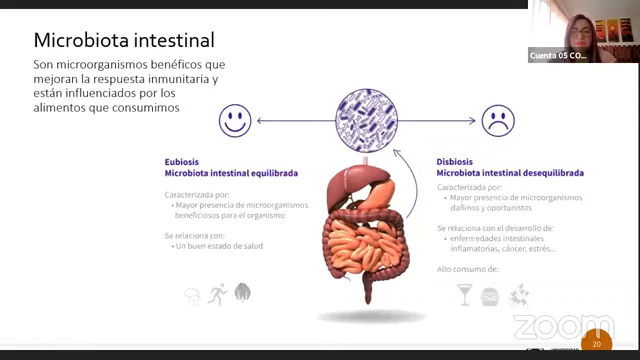 Microbiota intestinal
Son microorganismos benéficos que
mejoran la respuesta inmunitaria y
están influenciados por los
alimentos que consumimos
Cuenta 05 CO...
Eubiosis
Microbiota intestinal equilibrada
Caracterizada por:
• Mayor presencia de microorganismos
beneficiosos para el organismo
Se relaciona con:
• Un buen estado de salud
Disbiosis
Microbiota intestinal desequilibrada
Caracterizada por:
• Mayor presencia de microorganismos
dañinos y oportunistas
Se relaciona con el desarrollo de:
• enfermedades intestinales
inflamatorias, cáncer, estrés...
Alto consumo de:
zoom
20